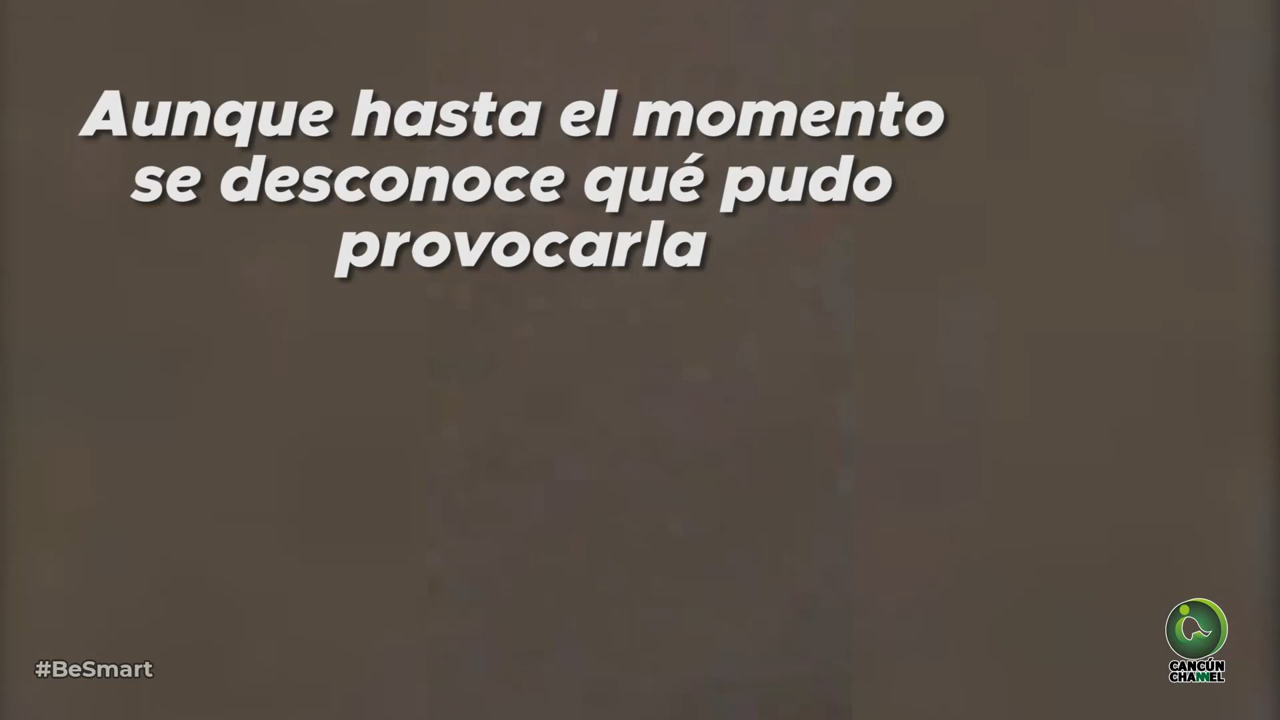 Aunque hasta el momento
se desconoce qué pudo
provocarla
#BeSmart
CANCÚN
CHANNEL